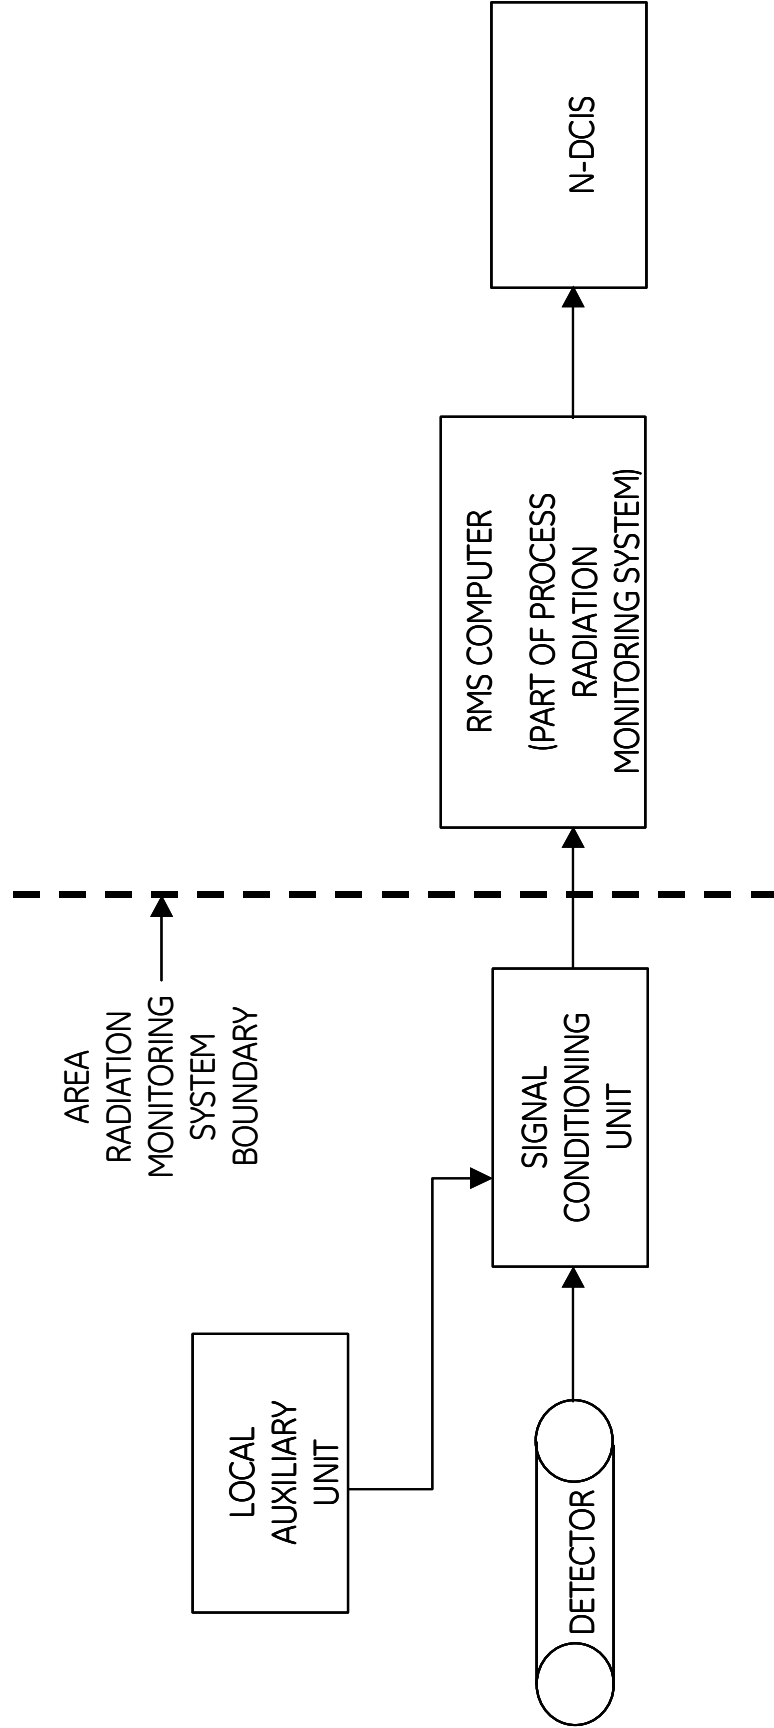 LOCAL
AUXILIARY
UNIT
DETECTOR
AREA
RADIATION
MONITORING
SYSTEM
BOUNDARY
SIGNAL
CONDITIONING
UNIT
RMS COMPUTER
(PART OF PROCESS
RADIATION
MONITORING SYSTEM)
N-DCIS